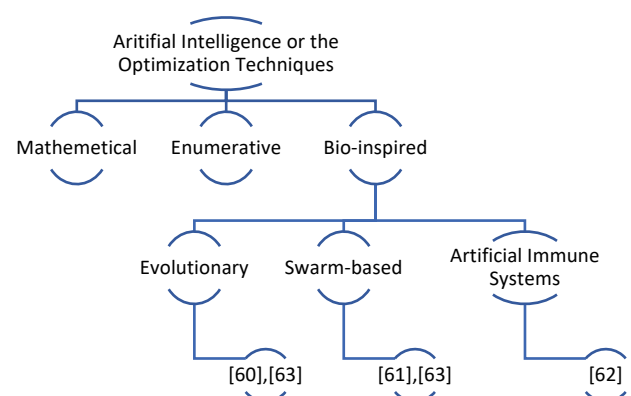 Aritifial Intelligence or the
Optimization Techniques
Mathemetical
Enumerative
Bio-inspired
Evolutionary
Swarm-based
Artificial Immune
Systems
[60],[63]
[61],[63]
[62]